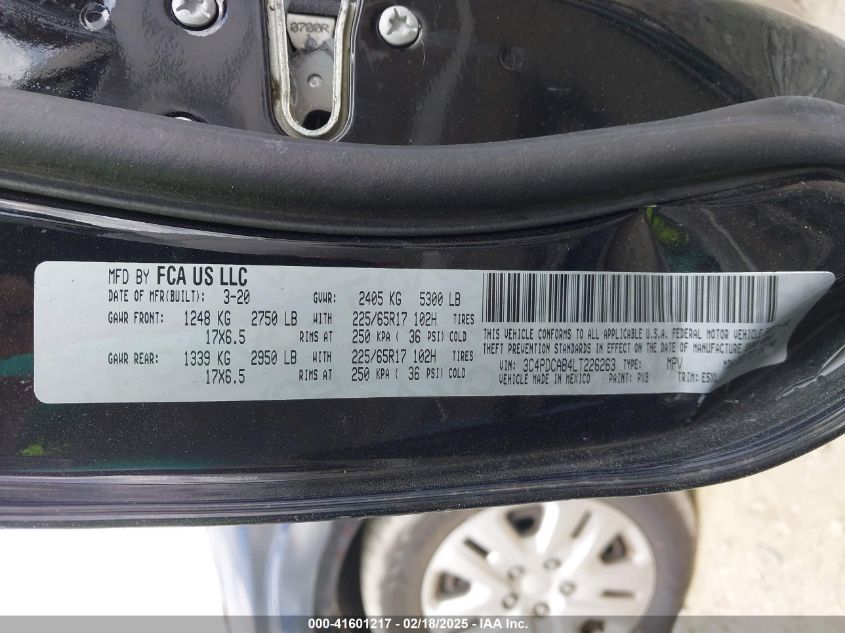 0700R
MFD BY FCA US LLC
DATE OF MFR(BUILT): 3-20 GVWR: 2405 KG 5300 LB
GAWR FRONT: 1248 KG 2750 LB WITH 225/65R17 102H TIRES
17X6.5 RIMS AT 250 KPA ( 36 PSI) COLD
GAWR REAR: 1339 KG 2950 LB WITH 225/65R17 102H TIRES
17X6.5 RIMS AT 250 KPA ( 36 PSI) COLD
THIS VEHICLE CONFORMS TO ALL APPLICABLE U.S.A. FEDERAL MOTOR VEHICLE
THEFT PREVENTION STANDARDS IN EFFECT ON THE DATE OF MANUFACTURE
VIN: 3C4PDCAB4LT226263 TYPE: MPV
VEHICLE MADE IN MEXICO PAINT: PX8 TRIM:
000-41601217 - 02/18/2025 - IAA Inc.